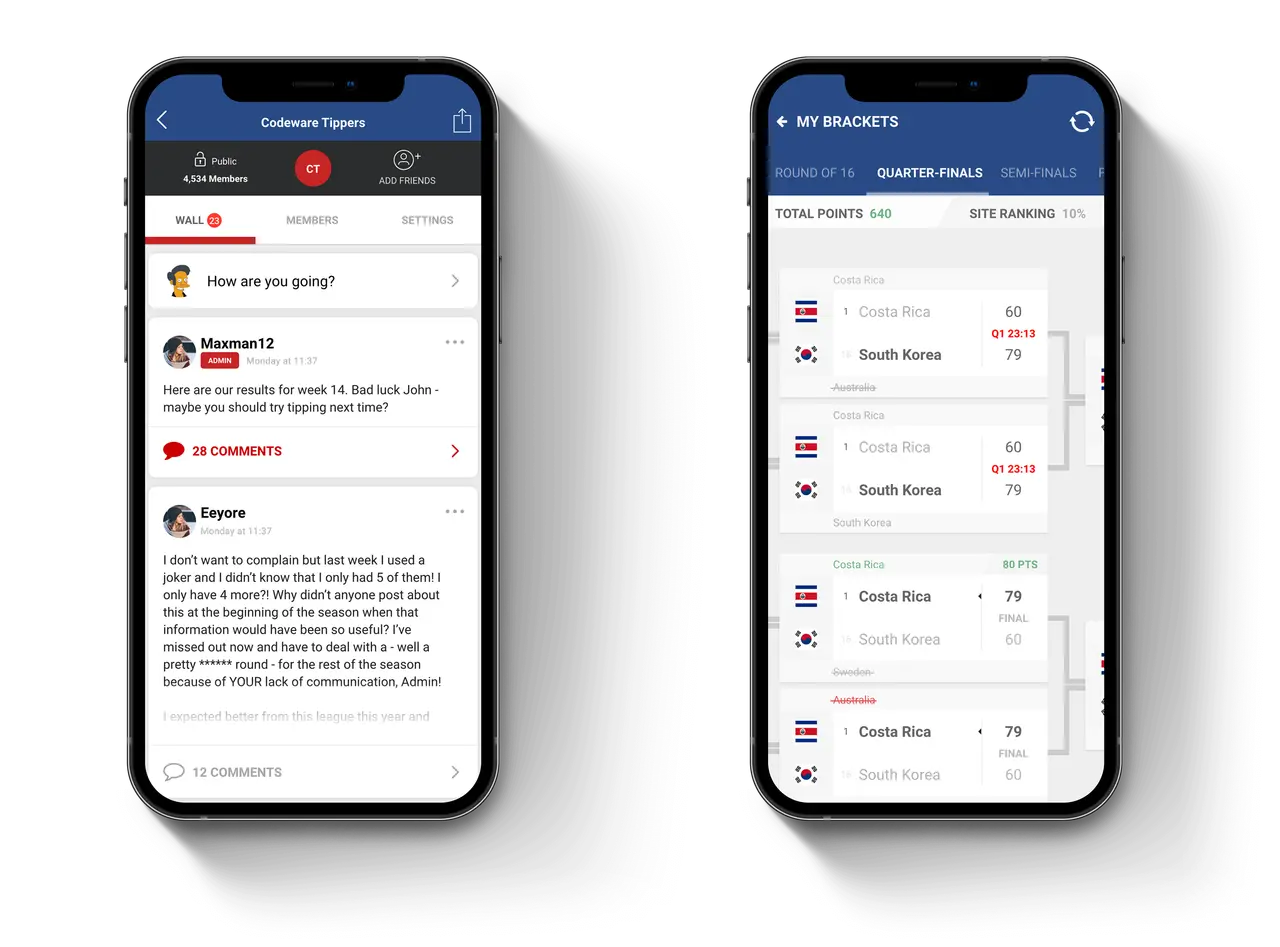 Codeware Tippers
Public
4,534 Members
CT
ADD FRIENDS
WALL 23
MEMBERS
SETTINGS
How are you going?
Maxman12
ADMIN Monday at 11:37
Here are our results for week 14. Bad luck John -
maybe you should try tipping next time?
28 COMMENTS
Eeyore
Monday at 11:37
I don’t want to complain but last week I used a
joker and I didn’t know that I only had 5 of them! I
only have 4 more?! Why didn’t anyone post about
this at the beginning of the season when that
information would have been so useful? I’ve
missed out now and have to deal with a - well a
pretty ****** round - for the rest of the season
because of YOUR lack of communication, Admin!
I expected better from this league this year and
12 COMMENTS
MY BRACKETS
ROUND OF 16 QUARTER-FINALS SEMI-FINALS F
TOTAL POINTS 640 SITE RANKING 10%
Costa Rica
1 Costa Rica 60
Q1 23:13
South Korea 79
Australia
Costa Rica
1 Costa Rica 60
Q1 23:13
South Korea 79
South Korea
Costa Rica 80 PTS
1 Costa Rica 79
FINAL
South Korea 60
Sweden
Australia
1 Costa Rica 79
FINAL
South Korea 60